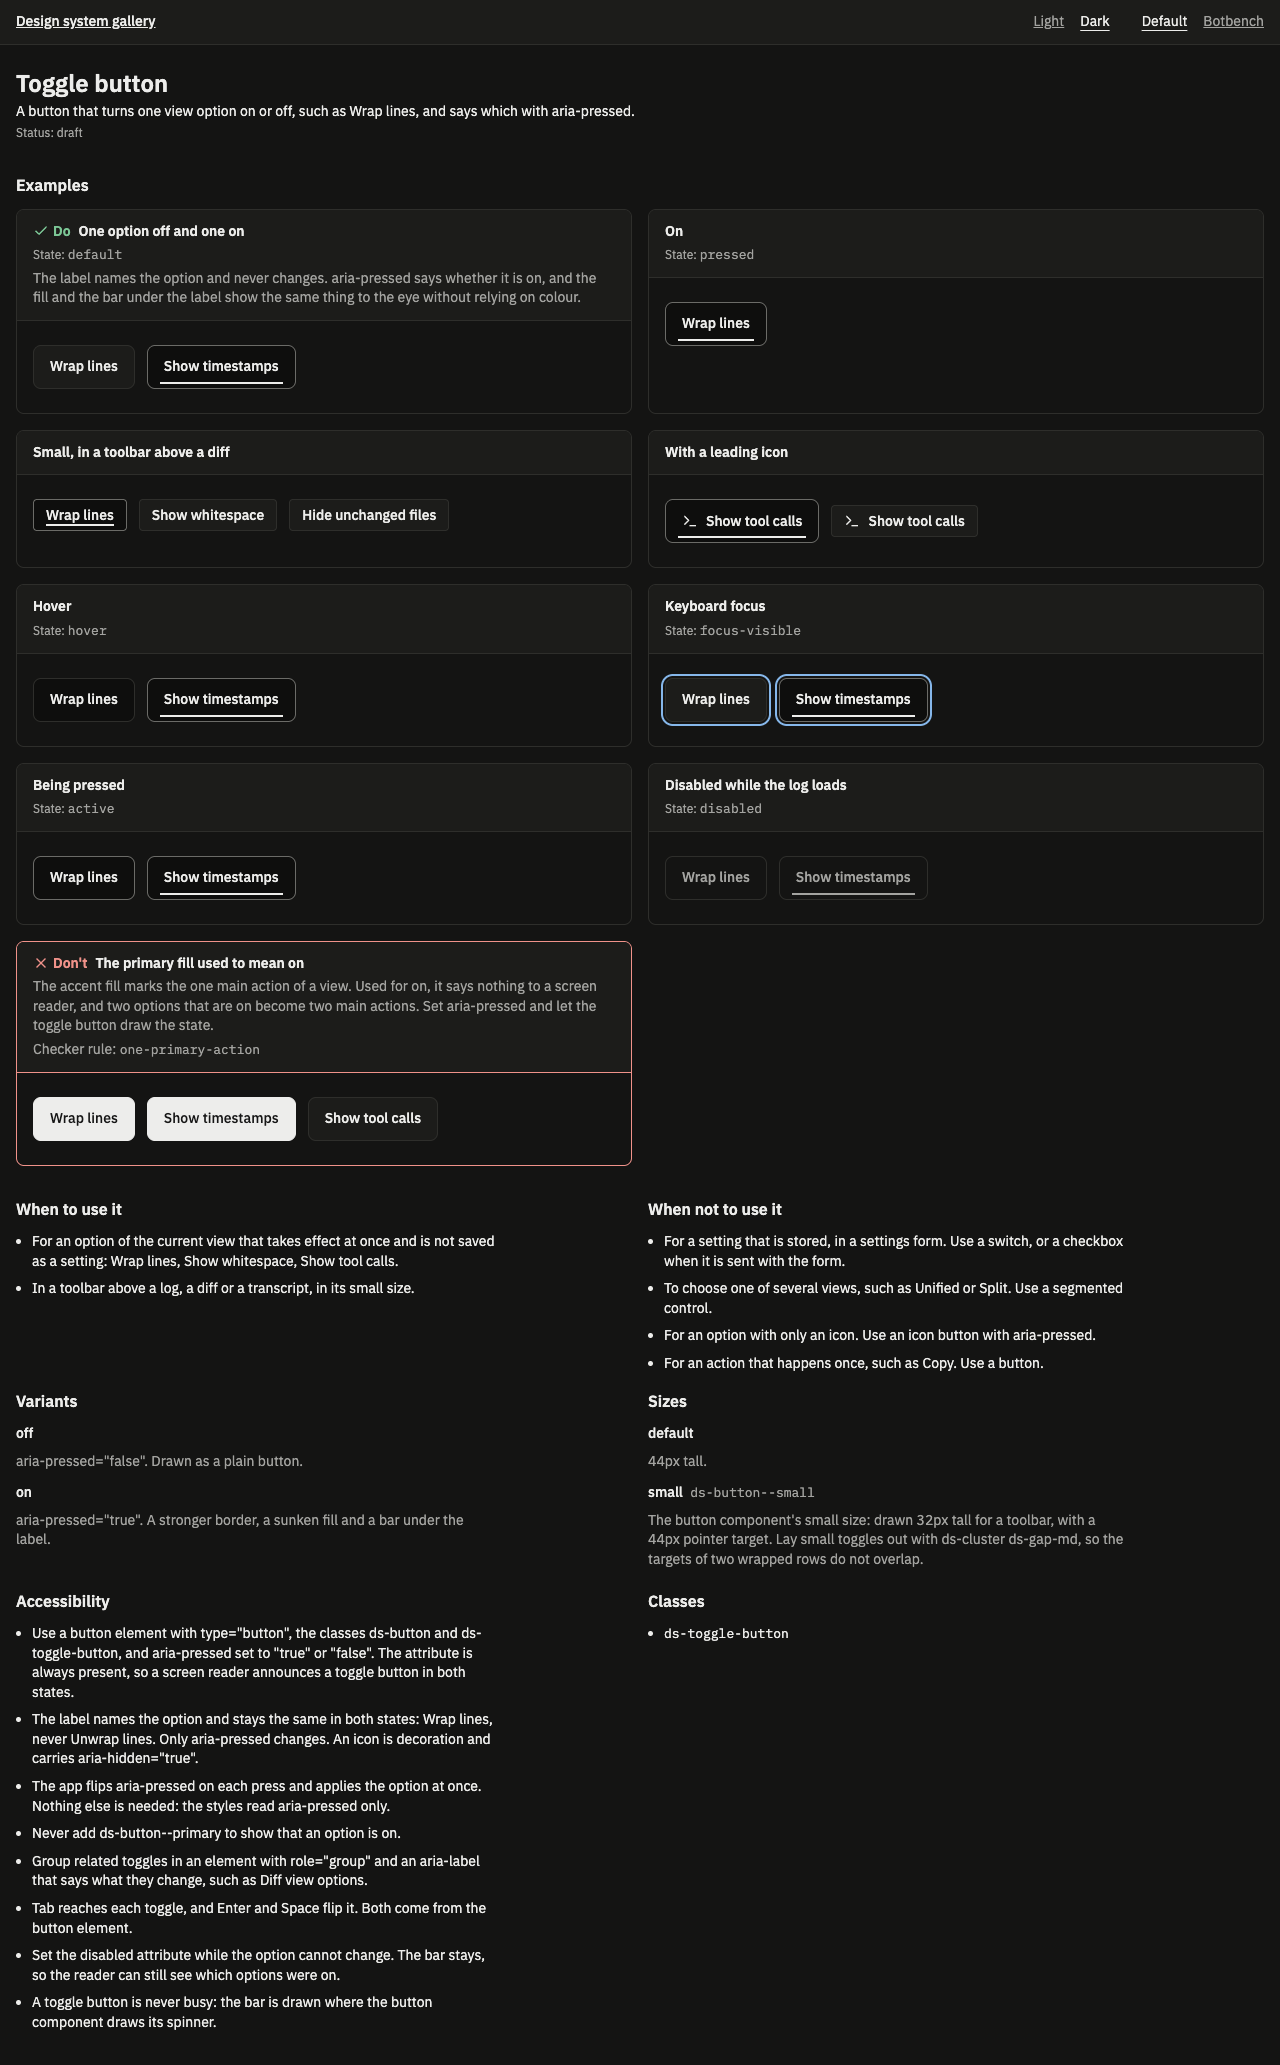 Design system gallery
Light Dark Default Botbench
Toggle button
A button that turns one view option on or off, such as Wrap lines, and says which with aria-pressed.
Status: draft
Examples
Do One option off and one on
State: default
The label names the option and never changes. aria-pressed says whether it is on, and the
fill and the bar under the label show the same thing to the eye without relying on colour.
Wrap lines Show timestamps
On
State: pressed
Wrap lines
Small, in a toolbar above a diff
Wrap lines Show whitespace Hide unchanged files
With a leading icon
Show tool calls Show tool calls
Hover
State: hover
Wrap lines Show timestamps
Keyboard focus
State: focus-visible
Wrap lines Show timestamps
Being pressed
State: active
Wrap lines Show timestamps
Disabled while the log loads
State: disabled
Wrap lines Show timestamps
Don't The primary fill used to mean on
The accent fill marks the one main action of a view. Used for on, it says nothing to a screen
reader, and two options that are on become two main actions. Set aria-pressed and let the
toggle button draw the state.
Checker rule: one-primary-action
Wrap lines Show timestamps Show tool calls
When to use it
• For an option of the current view that takes effect at once and is not saved
as a setting: Wrap lines, Show whitespace, Show tool calls.
• In a toolbar above a log, a diff or a transcript, in its small size.
When not to use it
• For a setting that is stored, in a settings form. Use a switch, or a checkbox
when it is sent with the form.
• To choose one of several views, such as Unified or Split. Use a segmented
control.
• For an option with only an icon. Use an icon button with aria-pressed.
• For an action that happens once, such as Copy. Use a button.
Variants
off
aria-pressed="false". Drawn as a plain button.
on
aria-pressed="true". A stronger border, a sunken fill and a bar under the
label.
Sizes
default
44px tall.
small ds-button--small
The button component's small size: drawn 32px tall for a toolbar, with a
44px pointer target. Lay small toggles out with ds-cluster ds-gap-md, so the
targets of two wrapped rows do not overlap.
Accessibility
• Use a button element with type="button", the classes ds-button and ds-
toggle-button, and aria-pressed set to "true" or "false". The attribute is
always present, so a screen reader announces a toggle button in both
states.
• The label names the option and stays the same in both states: Wrap lines,
never Unwrap lines. Only aria-pressed changes. An icon is decoration and
carries aria-hidden="true".
• The app flips aria-pressed on each press and applies the option at once.
Nothing else is needed: the styles read aria-pressed only.
• Never add ds-button--primary to show that an option is on.
• Group related toggles in an element with role="group" and an aria-label
that says what they change, such as Diff view options.
• Tab reaches each toggle, and Enter and Space flip it. Both come from the
button element.
• Set the disabled attribute while the option cannot change. The bar stays,
so the reader can still see which options were on.
• A toggle button is never busy: the bar is drawn where the button
component draws its spinner.
Classes
• ds-toggle-button